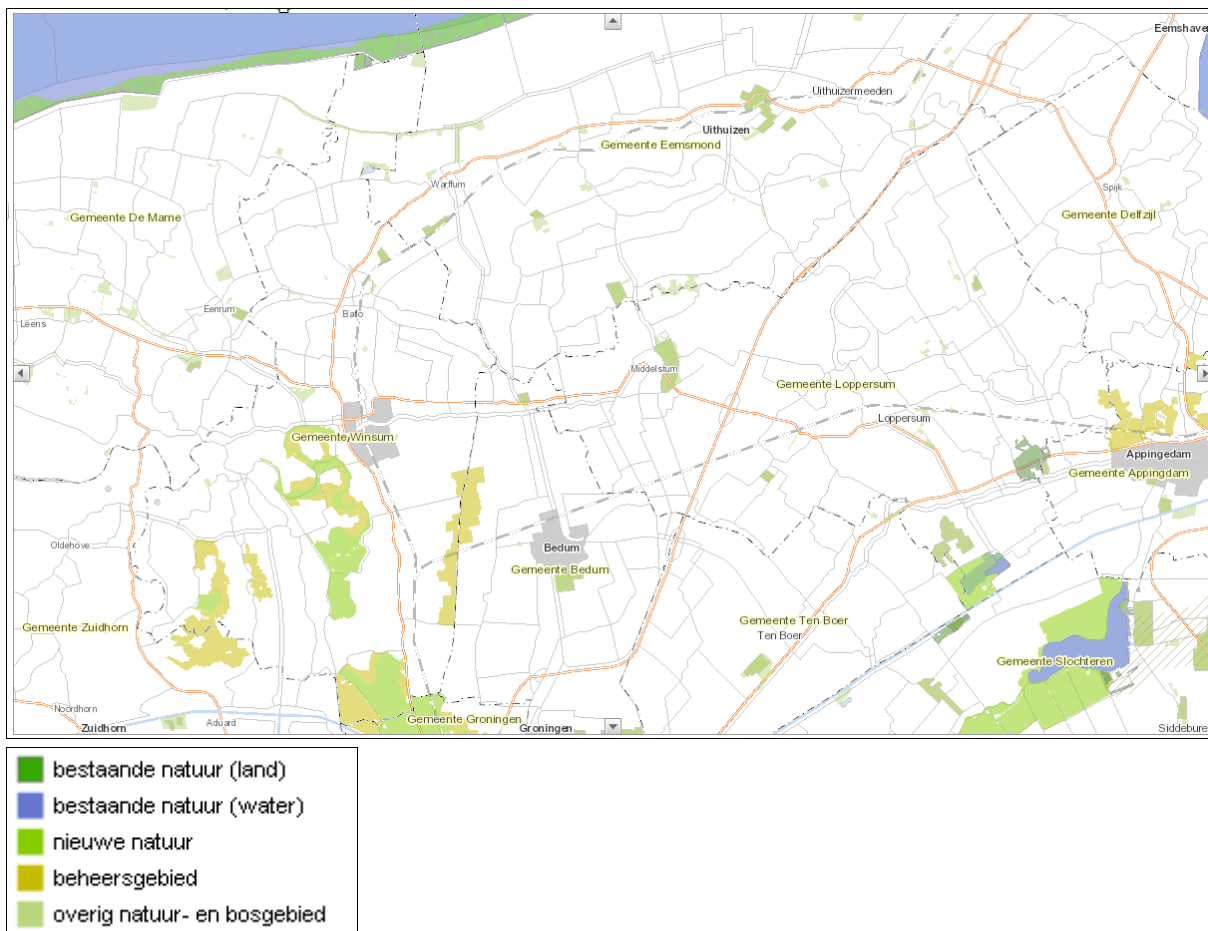 Eemshaven
Uithuizermeeden
Uithuizen
Gemeente Eemsmond
Warffum
Spijk
Gemeente De Marne
Gemeente Delfzijl
Eenrum
Baflo
Leens
Middelstum
Gemeente Loppersum
Loppersum
Gemeente Winsum
Appingedam
Gemeente Appingdam
Oldehove
Bedum
Gemeente Bedum
Gemeente Zuidhorn
Gemeente Ten Boer
Ten Boer
Gemeente Slochteren
Noordhorn
Aduard
Gemeente Groningen
Zuidhorn
Groningen
Siddebure
bestaande natuur (land)
bestaande natuur (water)
nieuwe natuur
beheersgebied
overig natuur- en bosgebied